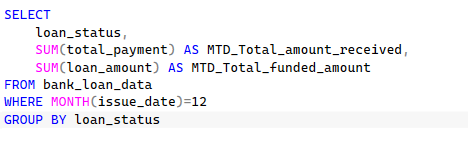 SELECT
    loan_status,
    SUM(total_payment) AS MTD_Total_amount_received,
    SUM(loan_amount) AS MTD_Total_funded_amount
FROM bank_loan_data
WHERE MONTH(issue_date)=12
GROUP BY loan_status